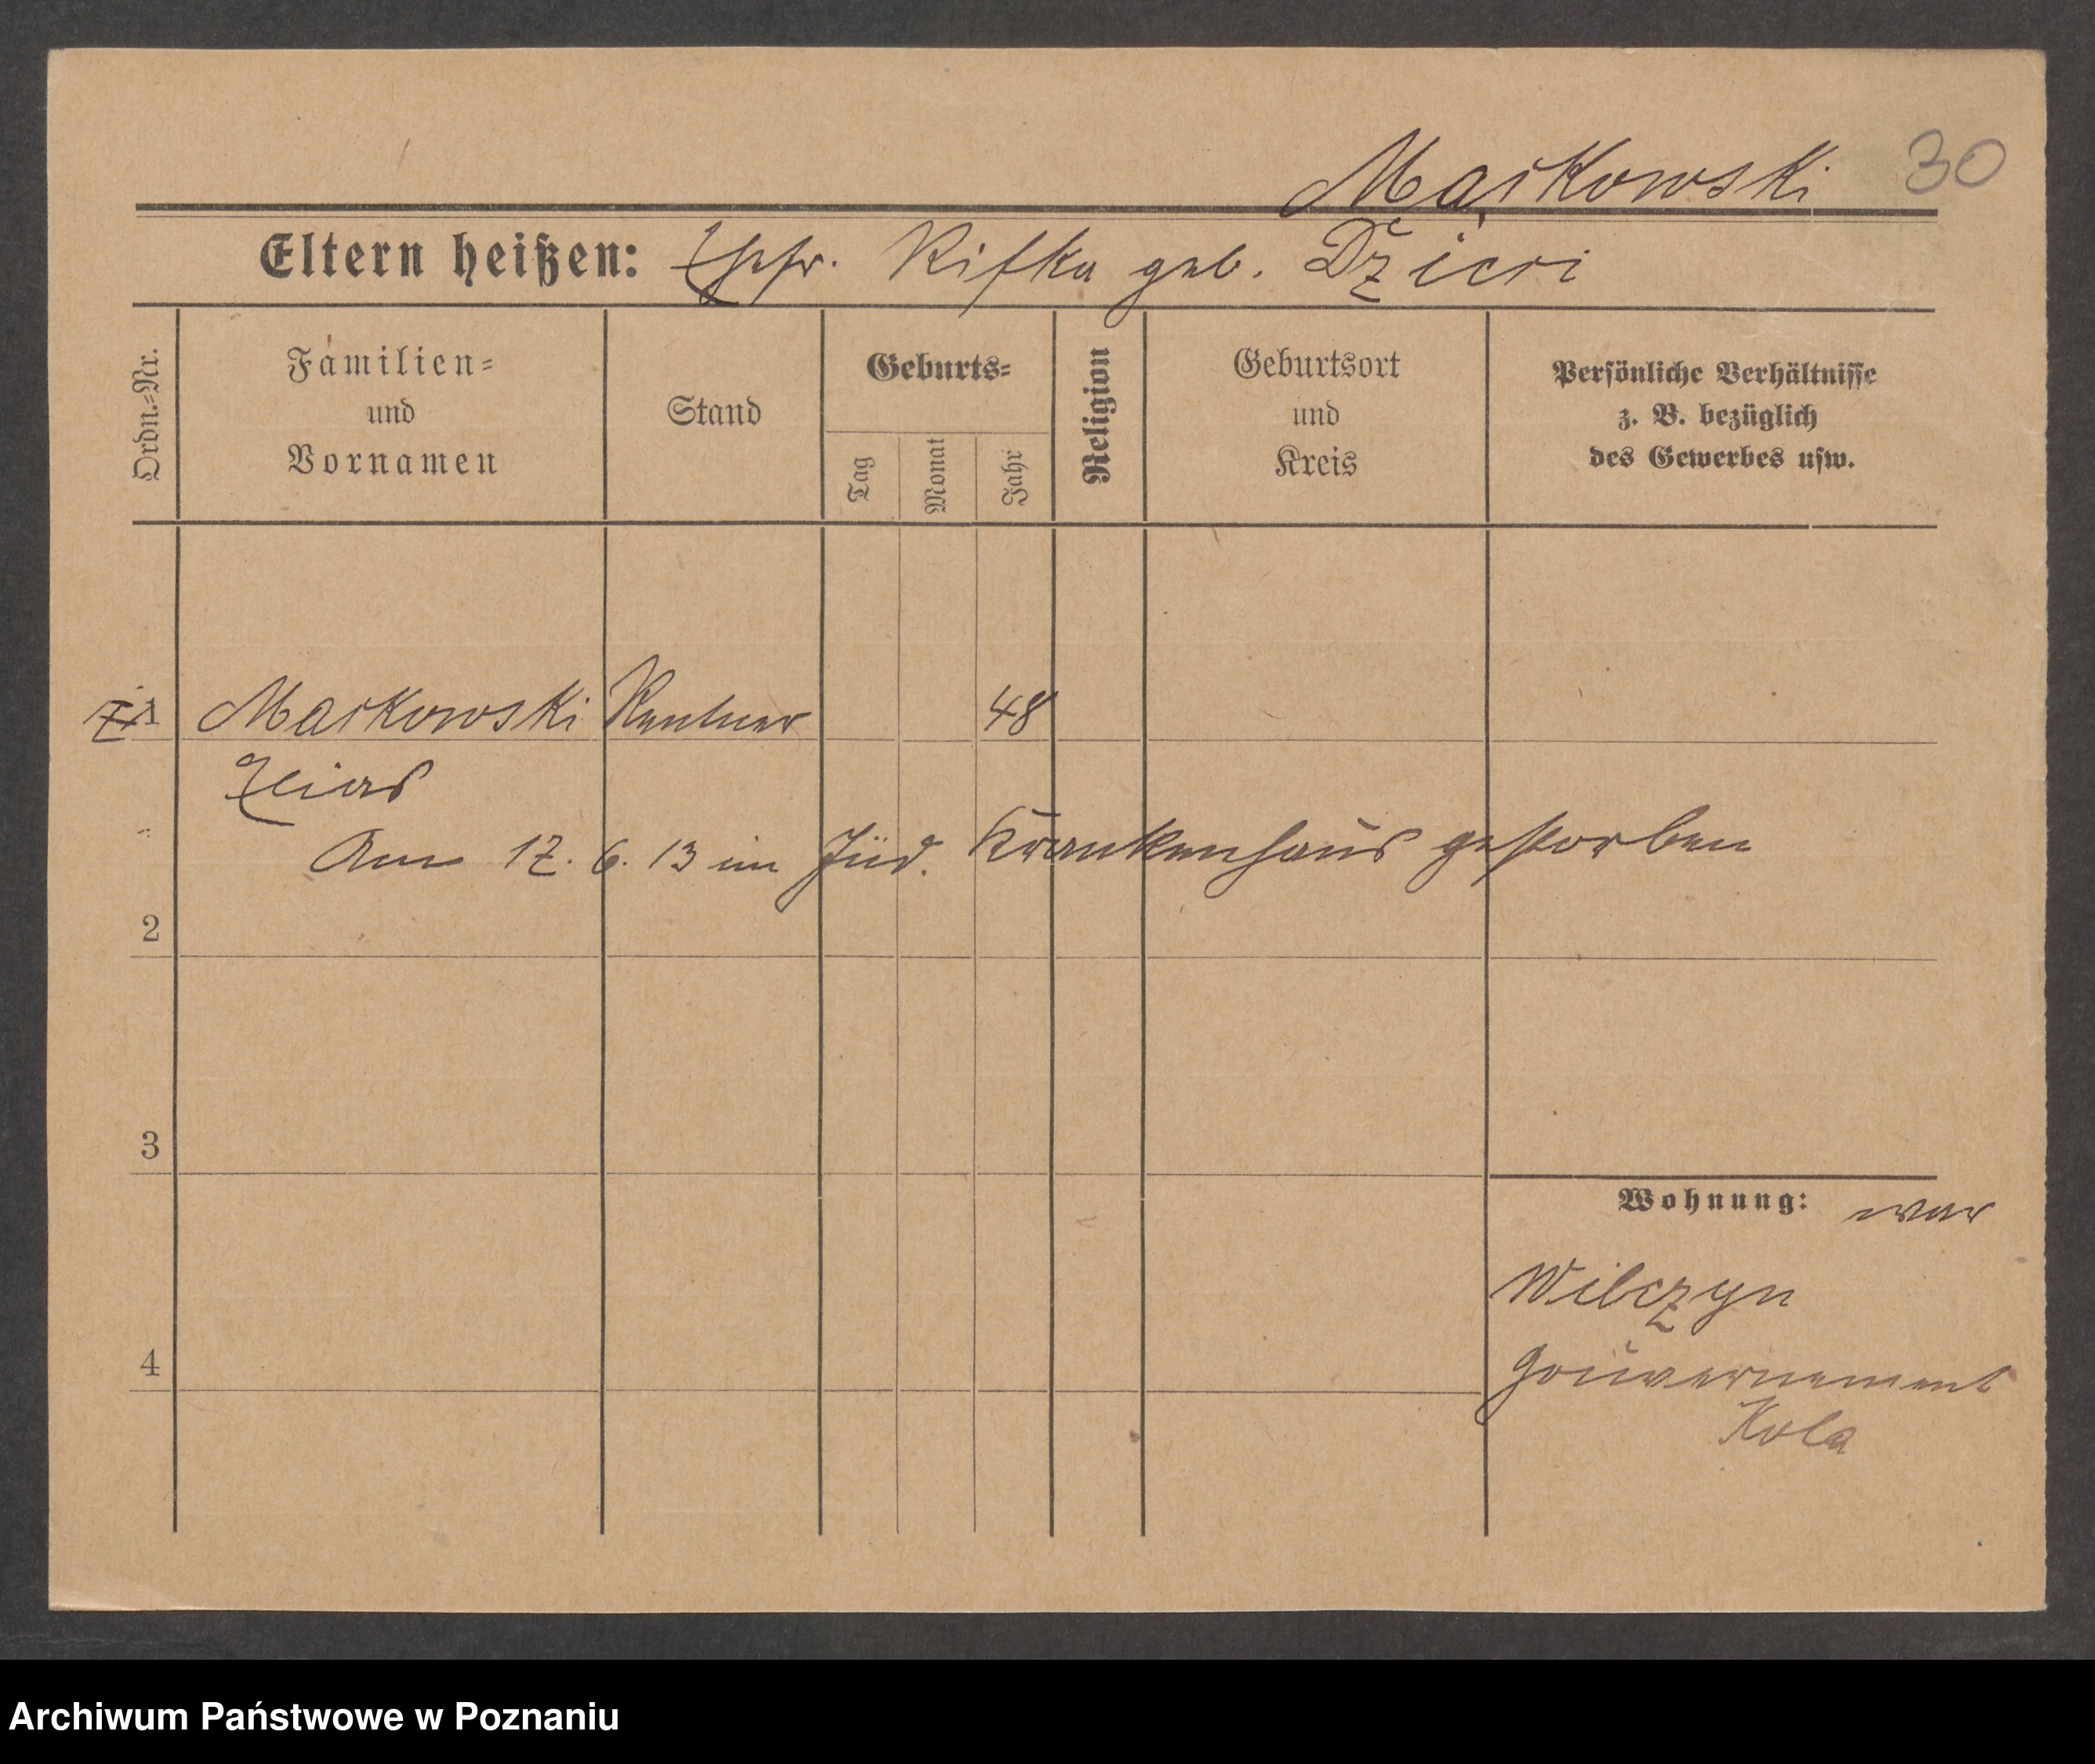 Markowski 30
Eltern heißen: Ehefr. Rifka geb. Dzicri
Ordn.=Nr.
Familien=
und
Vornamen
Stand
Geburts=
Tag
Monat
Jahr
Religion
Geburtsort
und
Kreis
Persönliche Verhältnisse
z. B. bezüglich
des Gewerbes usw.
1 Markowski Rentner 48
Am 12. 6. 13 im Jüd. Krankenhaus gestorben
2
3
Wohnung: war
Wilczyn
4
Gouvernement
Kola
Archiwum Państwowe w Poznaniu